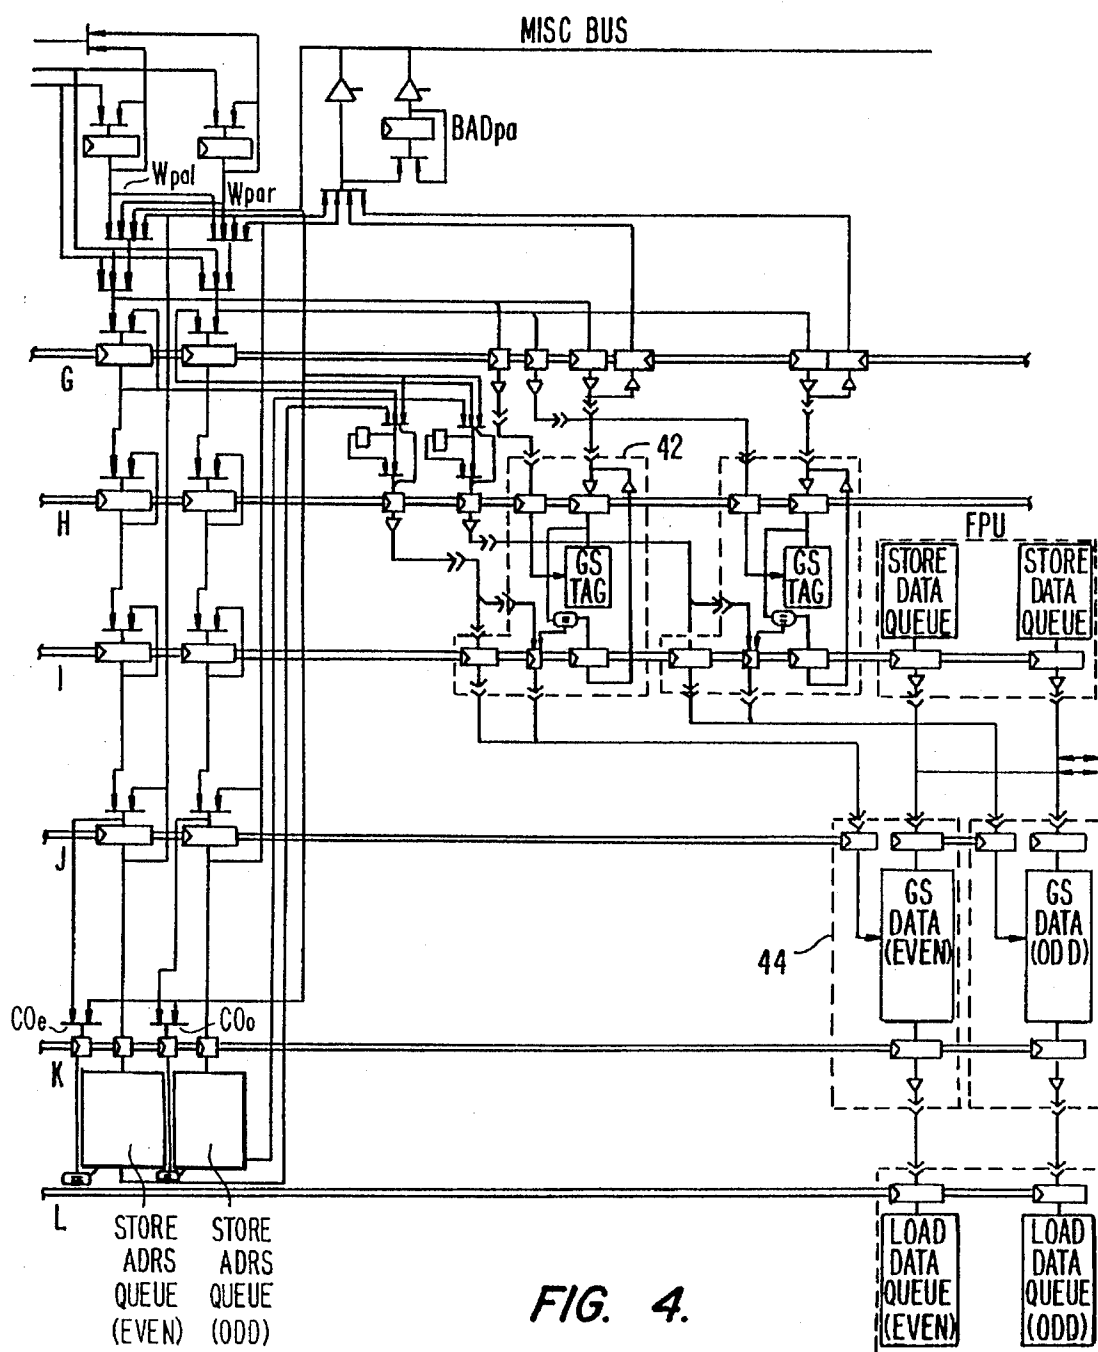 MISC BUS
BADpa
Wpal
Wpar
G
42
H
FPU
GS
TAG
GS
TAG
STORE
DATA
QUEUE
STORE
DATA
QUEUE
=
=
I
J
GS
DATA
(EVEN)
GS
DATA
(ODD)
44
COe
COo
K
=
=
L
STORE
ADRS
QUEUE
(EVEN)
STORE
ADRS
QUEUE
(ODD)
LOAD
DATA
QUEUE
(EVEN)
LOAD
DATA
QUEUE
(ODD)
FIG. 4.